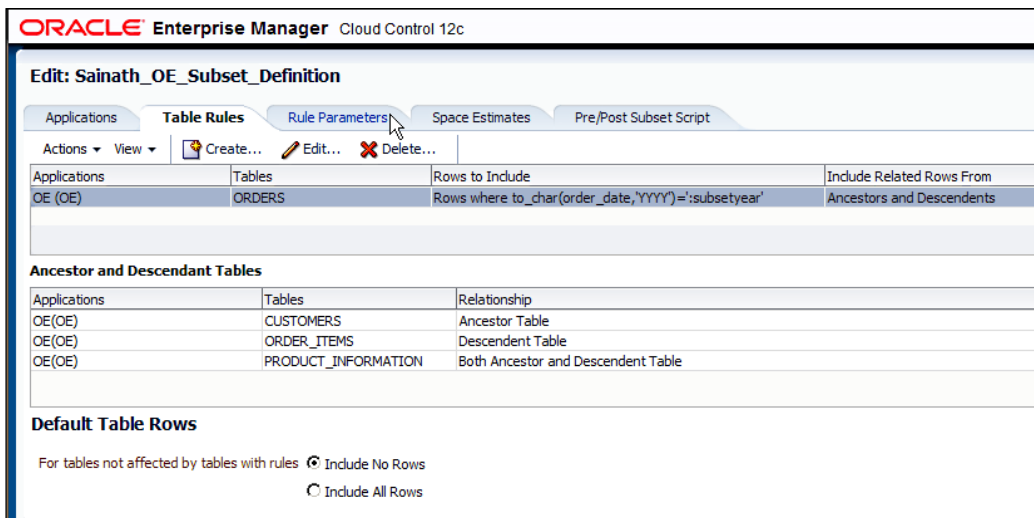 ORACLE Enterprise Manager Cloud Control 12c
Edit: Sainath_OE_Subset_Definition
Applications Table Rules Rule Parameters Space Estimates Pre/Post Subset Script
Actions View Create... Edit... Delete...
Applications Tables Rows to Include Include Related Rows From
OE (OE) ORDERS Rows where to_char(order_date,'YYYY')=':subsetyear' Ancestors and Descendents
Ancestor and Descendant Tables
Applications Tables Relationship
OE(OE) CUSTOMERS Ancestor Table
OE(OE) ORDER_ITEMS Descendent Table
OE(OE) PRODUCT_INFORMATION Both Ancestor and Descendent Table
Default Table Rows
For tables not affected by tables with rules Include No Rows
Include All Rows